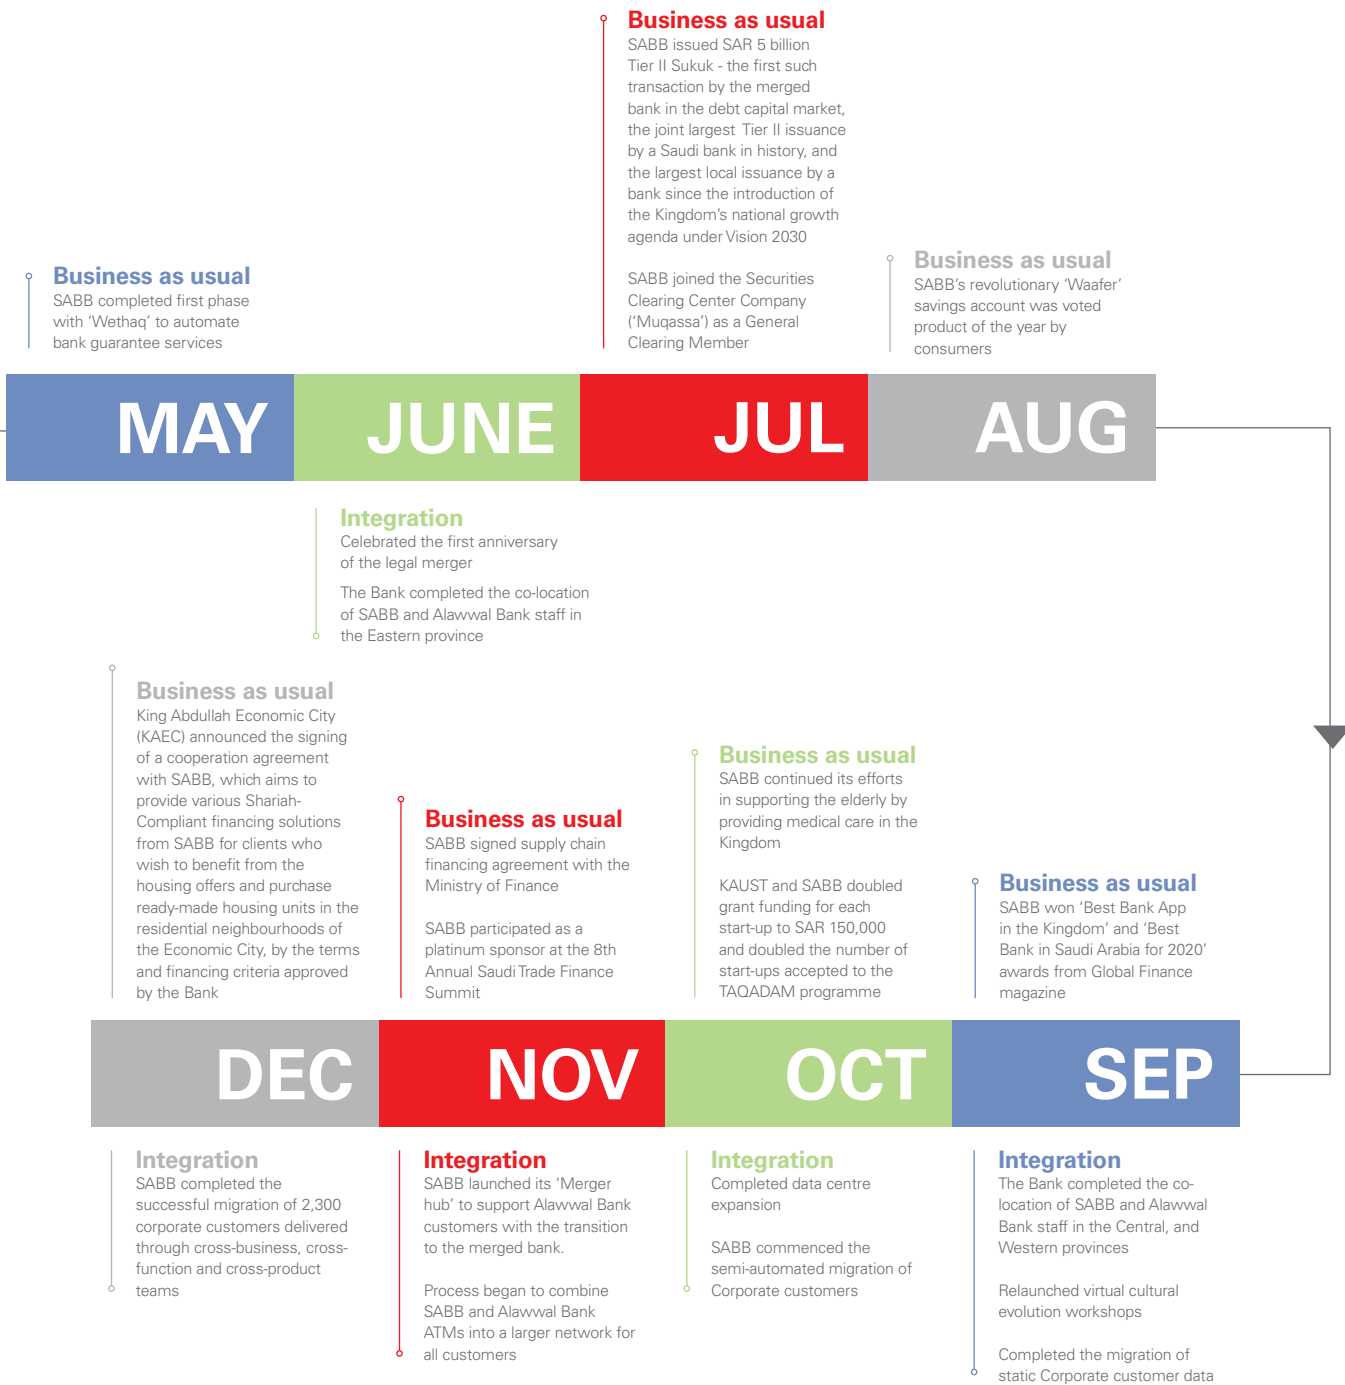 Business as usual
SABB completed first phase
with ‘Wethaq’ to automate
bank guarantee services
Business as usual
SABB issued SAR 5 billion
Tier II Sukuk - the first such
transaction by the merged
bank in the debt capital market,
the joint largest Tier II issuance
by a Saudi bank in history, and
the largest local issuance by a
bank since the introduction of
the Kingdom’s national growth
agenda under Vision 2030
SABB joined the Securities
Clearing Center Company
(‘Muqassa’) as a General
Clearing Member
Business as usual
SABB’s revolutionary ‘Waafer’
savings account was voted
product of the year by
consumers
MAY
JUNE
JUL
AUG
Integration
Celebrated the first anniversary
of the legal merger
The Bank completed the co-location
of SABB and Alawwal Bank staff in
the Eastern province
Business as usual
King Abdullah Economic City
(KAEC) announced the signing
of a cooperation agreement
with SABB, which aims to
provide various Shariah-
Compliant financing solutions
from SABB for clients who
wish to benefit from the
housing offers and purchase
ready-made housing units in the
residential neighbourhoods of
the Economic City, by the terms
and financing criteria approved
by the Bank
Business as usual
SABB signed supply chain
financing agreement with the
Ministry of Finance
SABB participated as a
platinum sponsor at the 8th
Annual Saudi Trade Finance
Summit
Business as usual
SABB continued its efforts
in supporting the elderly by
providing medical care in the
Kingdom
KAUST and SABB doubled
grant funding for each
start-up to SAR 150,000
and doubled the number of
start-ups accepted to the
TAQADAM programme
Business as usual
SABB won ‘Best Bank App
in the Kingdom’ and ‘Best
Bank in Saudi Arabia for 2020’
awards from Global Finance
magazine
DEC
NOV
OCT
SEP
Integration
SABB completed the
successful migration of 2,300
corporate customers delivered
through cross-business, cross-
function and cross-product
teams
Integration
SABB launched its ‘Merger
hub’ to support Alawwal Bank
customers with the transition
to the merged bank.
Process began to combine
SABB and Alawwal Bank
ATMs into a larger network for
all customers
Integration
Completed data centre
expansion
SABB commenced the
semi-automated migration of
Corporate customers
Integration
The Bank completed the co-
location of SABB and Alawwal
Bank staff in the Central, and
Western provinces
Relaunched virtual cultural
evolution workshops
Completed the migration of
static Corporate customer data